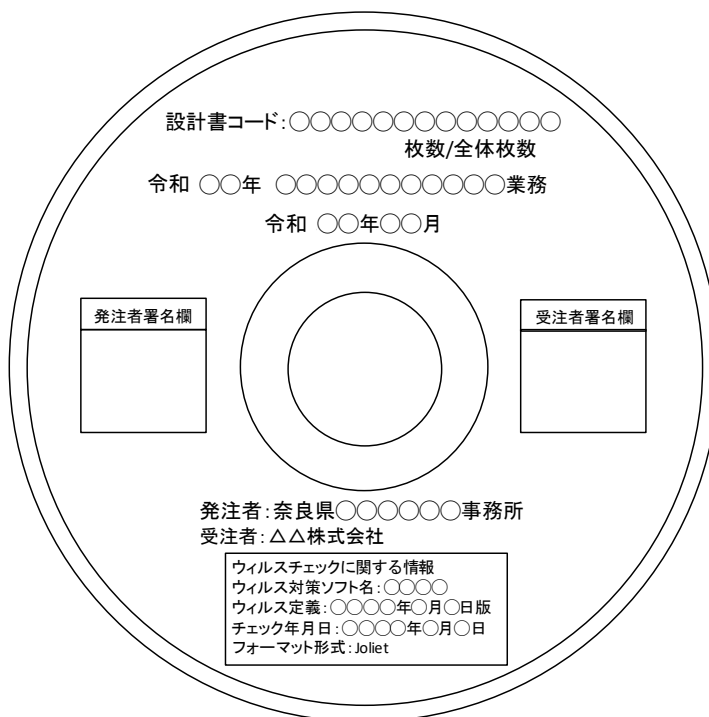 設計書コード:○○○○○○○○○○○○○
枚数/全体枚数
令和 ○○年 ○○○○○○○○○○○業務
令和 ○○年○○月
発注者署名欄
受注者署名欄
発注者:奈良県○○○○○○事務所
受注者:△△株式会社
ウィルスチェックに関する情報
ウィルス対策ソフト名:○○○○
ウィルス定義:○○○○年○月○日版
チェック年月日:○○○○年○月○日
フォーマット形式:Joliet